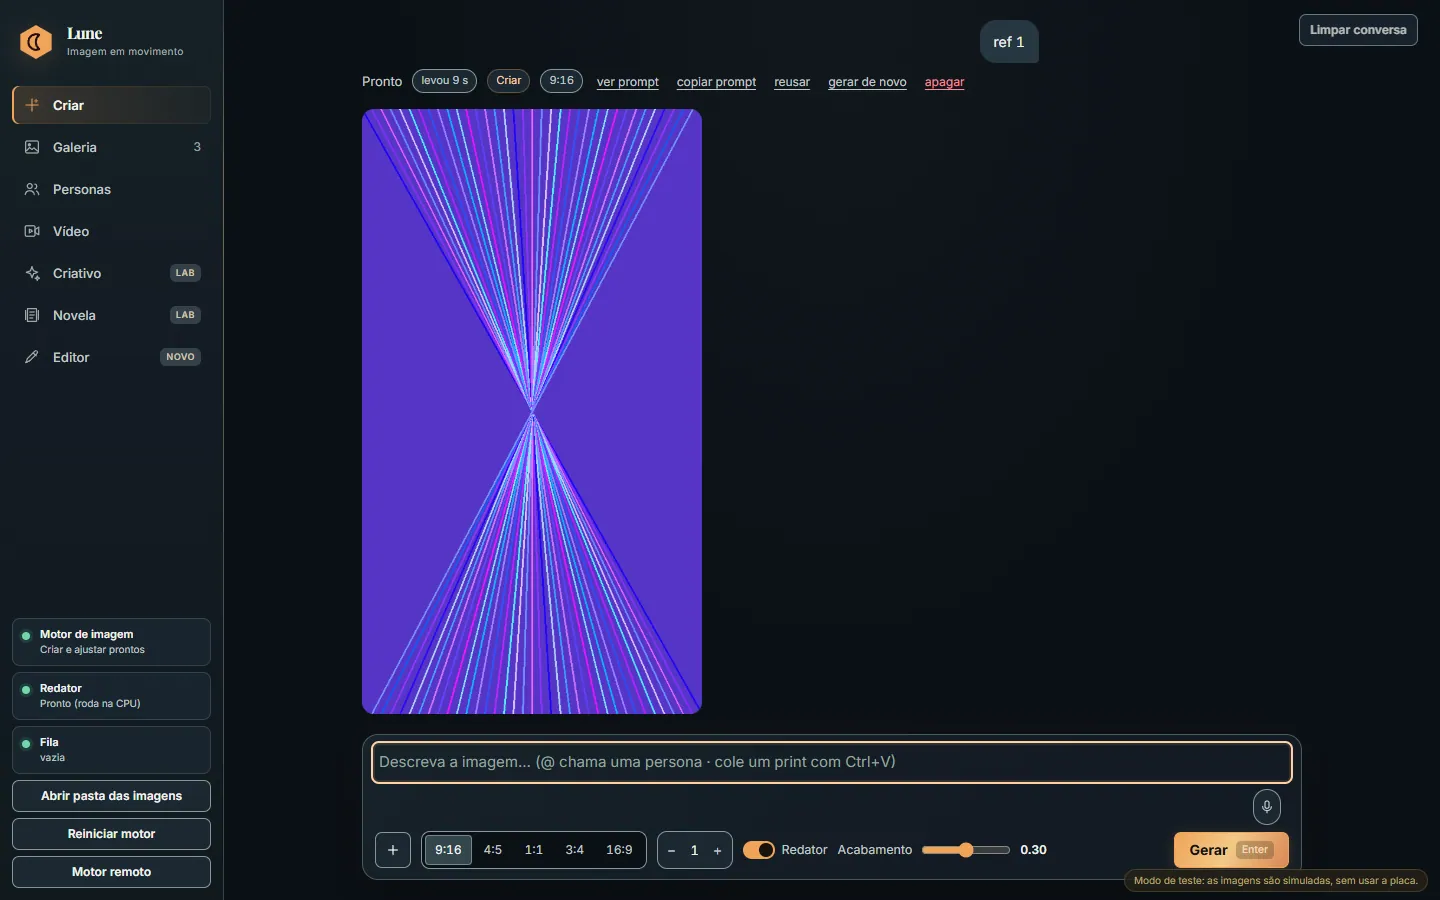 Lune
Imagem em movimento
Criar
Galeria 3
Personas
Vídeo
Criativo LAB
Novela LAB
Editor NOVO
Motor de imagem
Criar e ajustar prontos
Redator
Pronto (roda na CPU)
Fila
vazia
Abrir pasta das imagens
Reiniciar motor
Motor remoto
ref 1
Limpar conversa
Pronto levou 9 s Criar 9:16 ver prompt copiar prompt reusar gerar de novo apagar
Descreva a imagem... (@ chama uma persona · cole um print com Ctrl+V)
+ 9:16 4:5 1:1 3:4 16:9 − 1 + Redator Acabamento 0.30 Gerar Enter
Modo de teste: as imagens são simuladas, sem usar a placa.